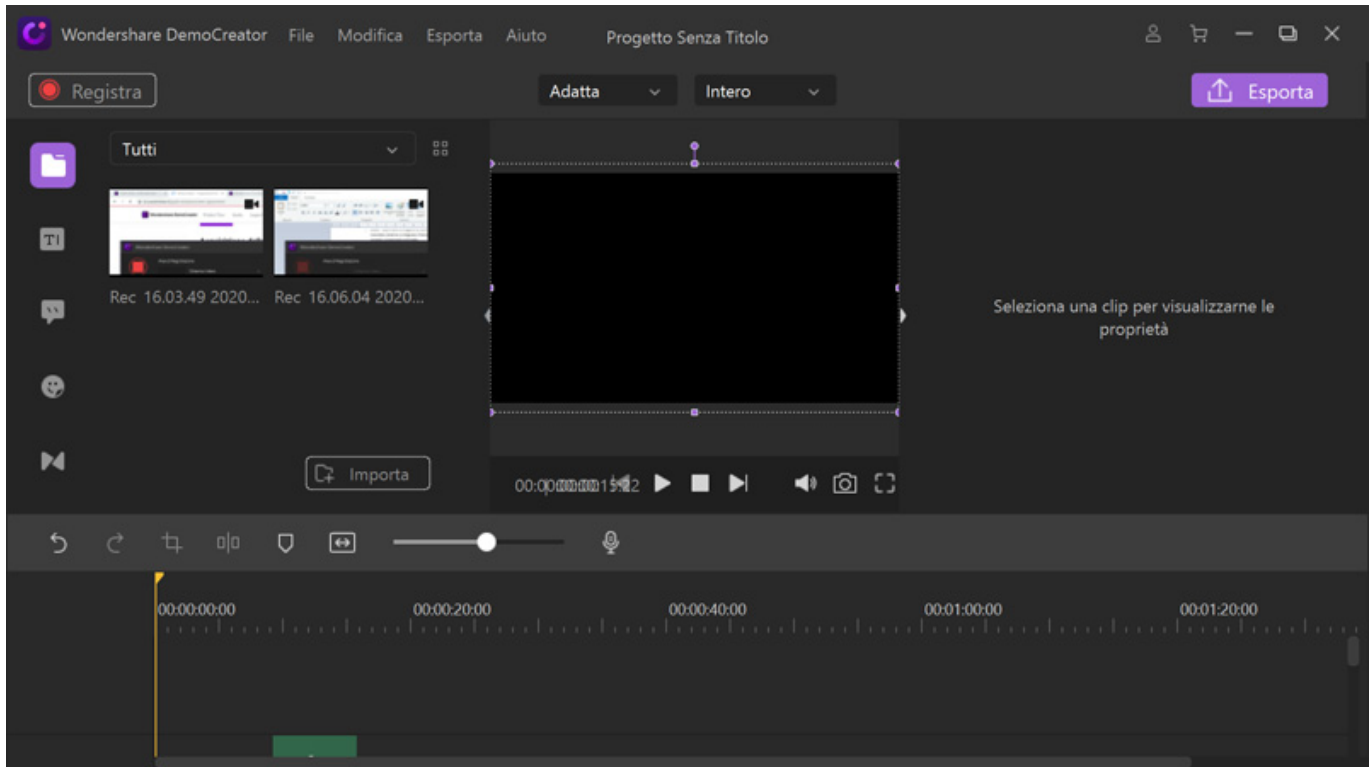 Wondershare DemoCreator File Modifica Esporta Aiuto Progetto Senza Titolo
Registra Adatta Intero Esporta
Tutti
TI
Rec 16.03.49 2020... Rec 16.06.04 2020...
Seleziona una clip per visualizzarne le
proprietà
Importa
00:00:00:00 00:00:20:00 00:00:40:00 00:01:00:00 00:01:20:00